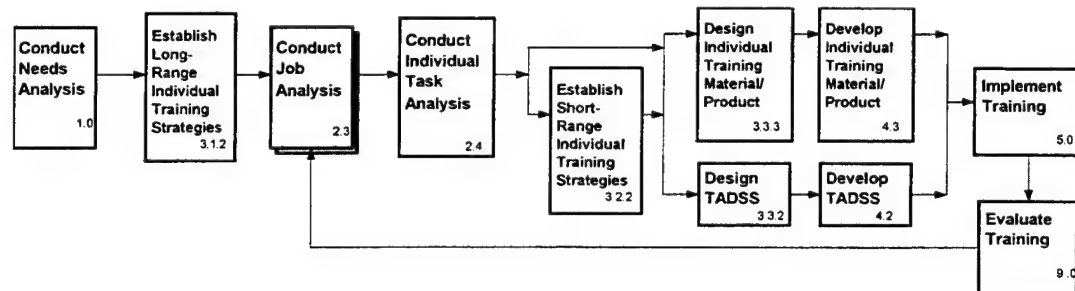 Conduct
Needs
Analysis
1.0
Establish
Long-
Range
Individual
Training
Strategies
3.1.2
Conduct
Job
Analysis
2.3
Conduct
Individual
Task
Analysis
2.4
Establish
Short-
Range
Individual
Training
Strategies
3.2.2
Design
Individual
Training
Material/
Product
3.3.3
Develop
Individual
Training
Material/
Product
4.3
Design
TADSS
3.3.2
Develop
TADSS
4.2
Implement
Training
5.0
Evaluate
Training
9.0